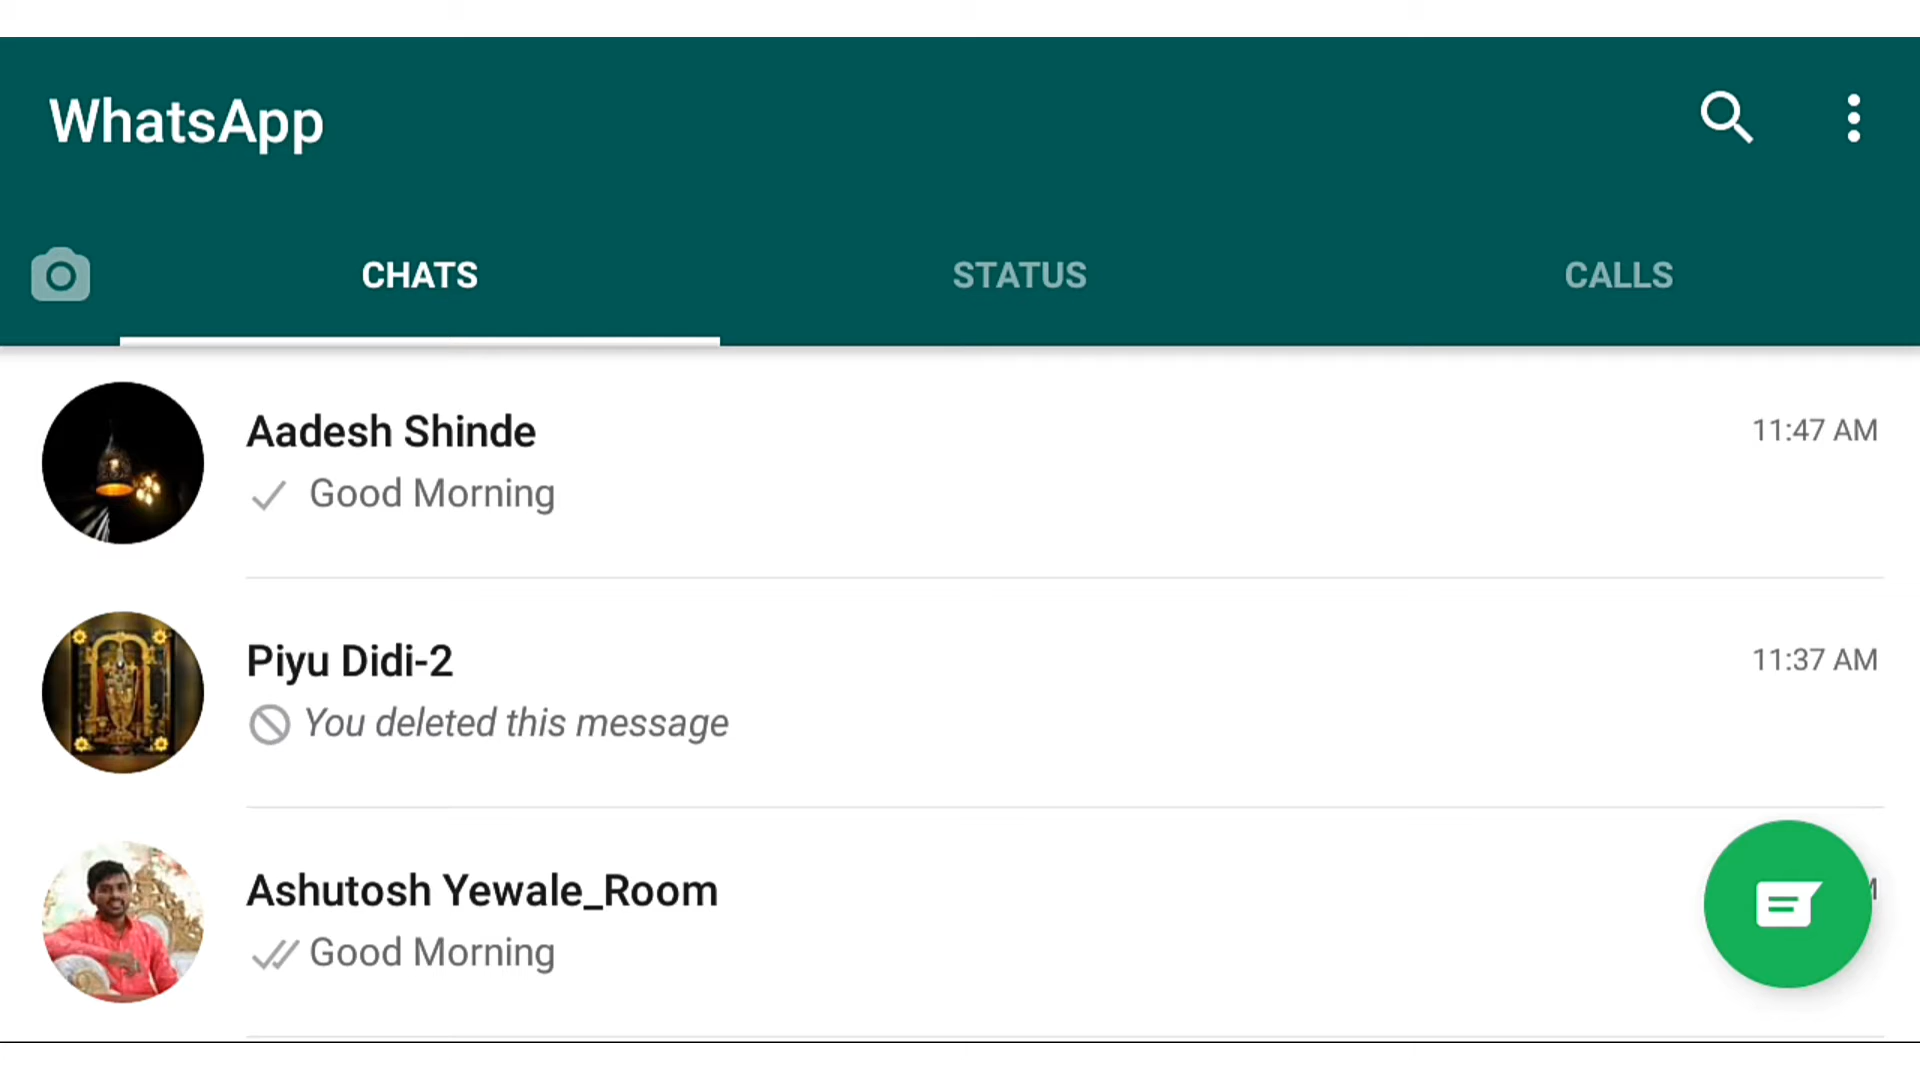 WhatsApp
CHATS STATUS CALLS
Aadesh Shinde 11:47 AM
Good Morning
Piyu Didi-2 11:37 AM
You deleted this message
Ashutosh Yewale_Room
Good Morning